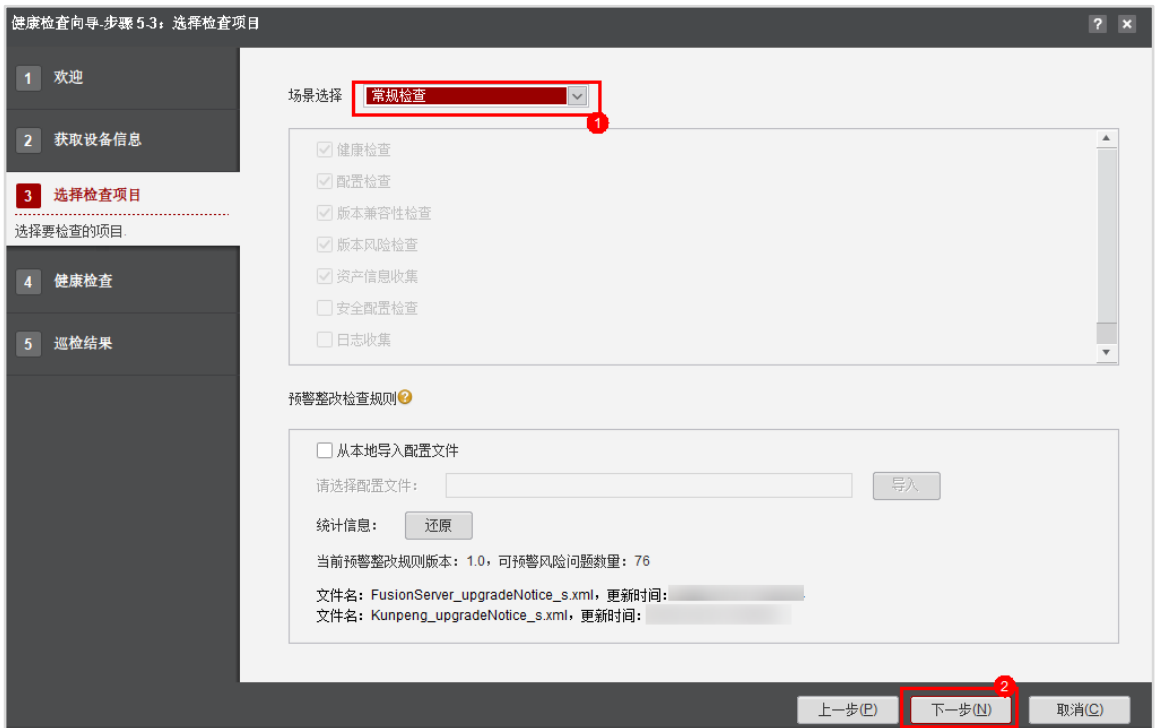 健康检查向导-步骤 5-3：选择检查项目
? ×
1 欢迎
2 获取设备信息
3 选择检查项目
选择要检查的项目.
4 健康检查
5 巡检结果
场景选择 常规检查
1
健康检查
配置检查
版本兼容性检查
版本风险检查
资产信息收集
安全配置检查
日志收集
预警整改检查规则?
从本地导入配置文件
请选择配置文件： 导入
统计信息： 还原
当前预警整改规则版本：1.0，可预警风险问题数量：76
文件名：FusionServer_upgradeNotice_s.xml，更新时间：
文件名：Kunpeng_upgradeNotice_s.xml，更新时间：
2
上一步(P) 下一步(N) 取消(C)